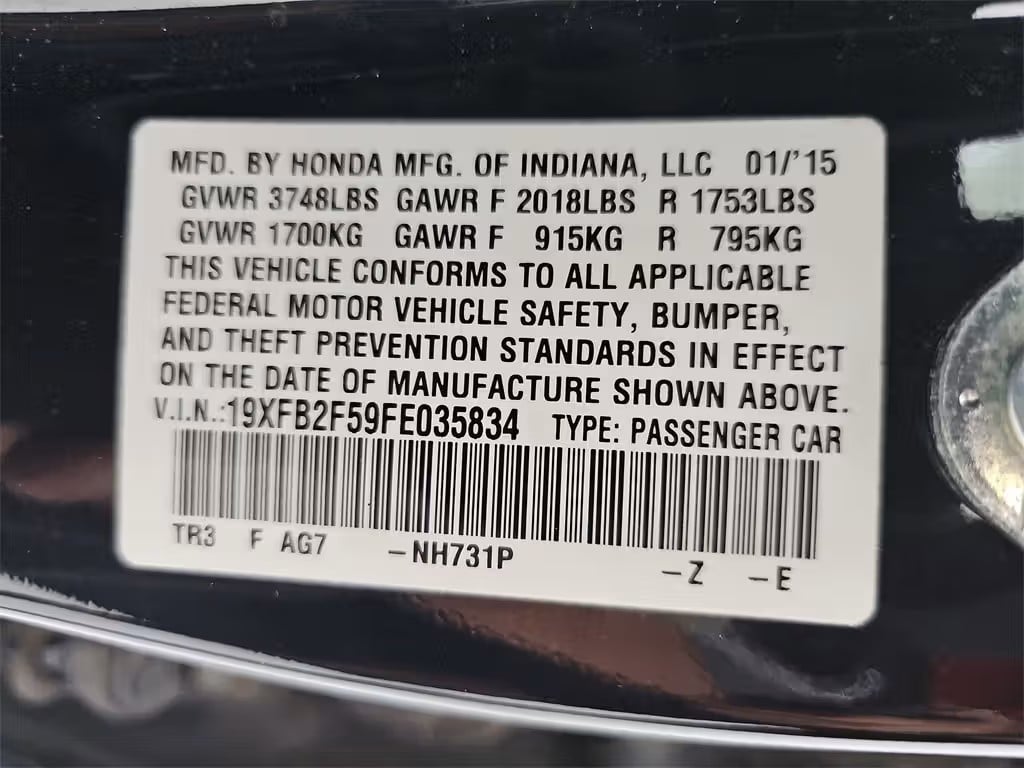 MFD. BY HONDA MFG. OF INDIANA, LLC 01/'15
GVWR 3748LBS GAWR F 2018LBS R 1753LBS
GVWR 1700KG GAWR F 915KG R 795KG
THIS VEHICLE CONFORMS TO ALL APPLICABLE
FEDERAL MOTOR VEHICLE SAFETY, BUMPER,
AND THEFT PREVENTION STANDARDS IN EFFECT
ON THE DATE OF MANUFACTURE SHOWN ABOVE.
V.I.N.:19XFB2F59FE035834 TYPE: PASSENGER CAR
TR3 F AG7 -NH731P -Z -E